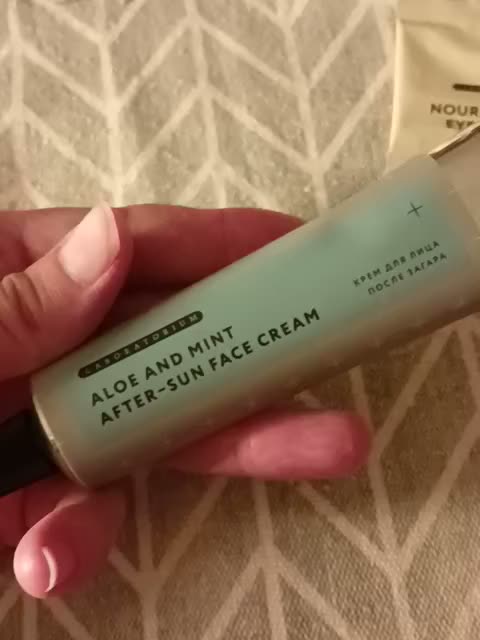 NOUR
EYE
LABORATORIUM
ALOE AND MINT
AFTER-SUN FACE CREAM
КРЕМ ДЛЯ ЛИЦА
ПОСЛЕ ЗАГАРА